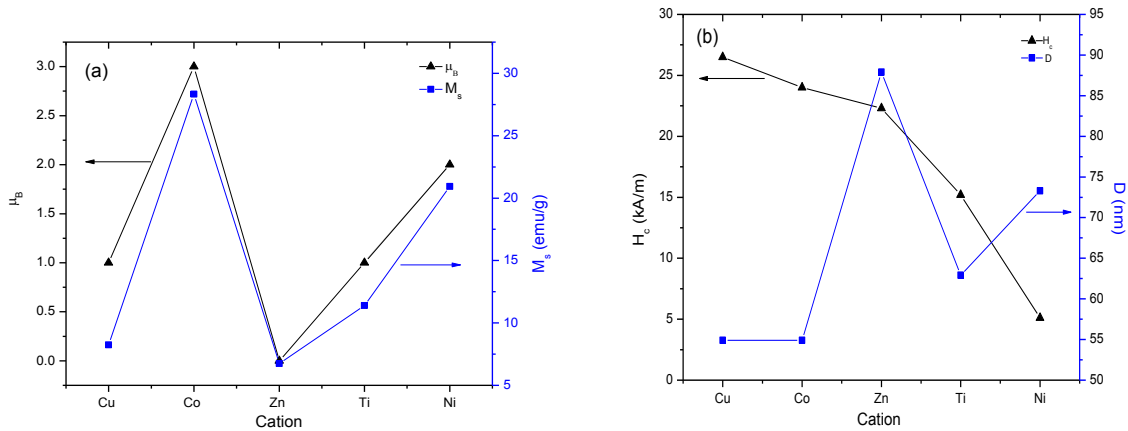 (a)
μB
Ms
3.0
2.5
2.0
1.5
1.0
0.5
0.0
μB
30
25
20
15
10
5
Ms (emu/g)
Cu Co Zn Ti Ni
Cation
(b)
Hc
D
30
25
20
15
10
5
0
Hc (kA/m)
95
90
85
80
75
70
65
60
55
50
D (nm)
Cu Co Zn Ti Ni
Cation